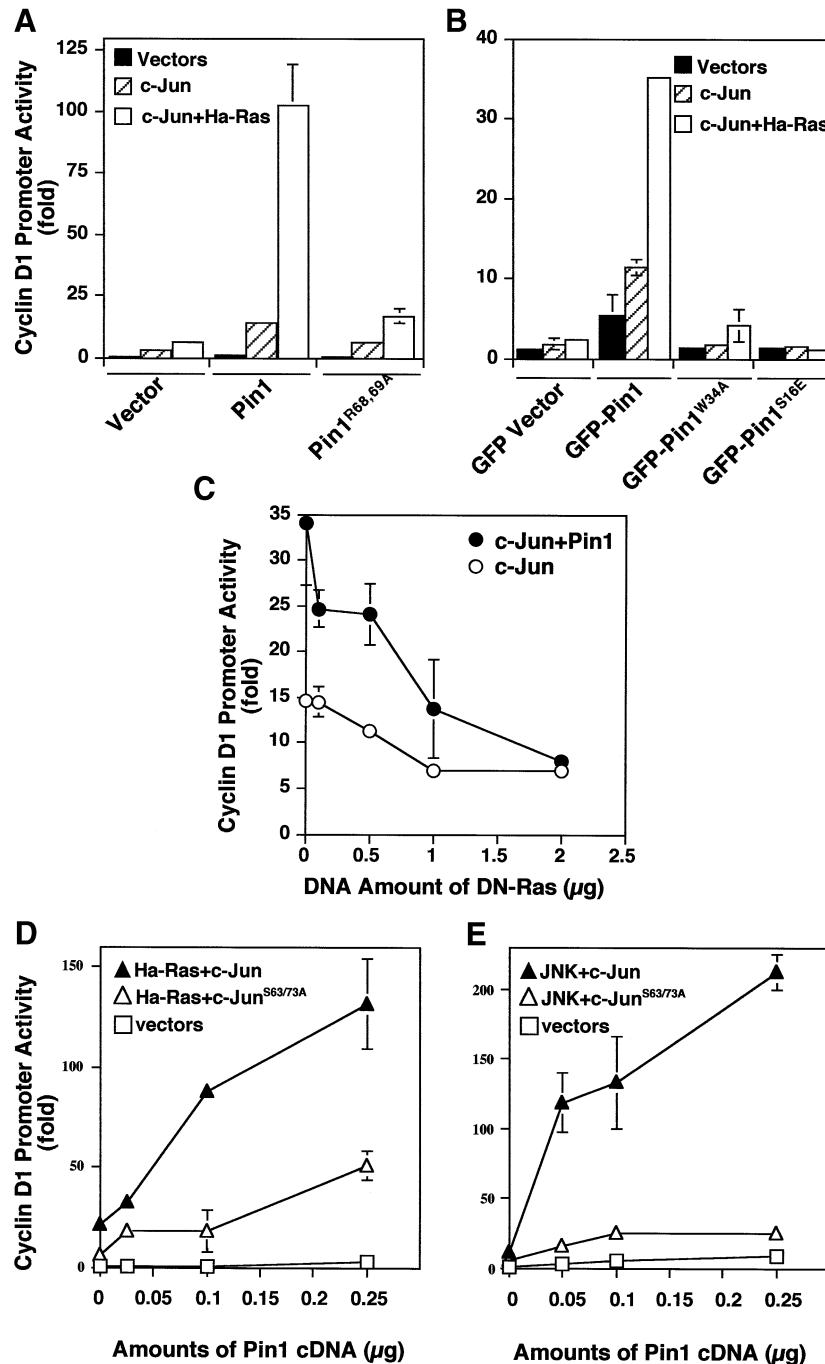 A
Cyclin D1 Promoter Activity
(fold)
125
100
75
50
25
0
Vectors
c-Jun
c-Jun+Ha-Ras
Vector
Pin1
Pin1R68,69A
B
40
30
20
10
0
Vectors
c-Jun
c-Jun+Ha-Ras
GFP Vector
GFP-Pin1
GFP-Pin1W34A
GFP-Pin1S16E
C
Cyclin D1 Promoter Activity
(fold)
35
30
25
20
15
10
5
0
c-Jun+Pin1
c-Jun
0 0.5 1 1.5 2 2.5
DNA Amount of DN-Ras (µg)
D
Cyclin D1 Promoter Activity
(fold)
150
100
50
0
Ha-Ras+c-Jun
Ha-Ras+c-JunS63/73A
vectors
0 0.05 0.1 0.15 0.20 0.25
Amounts of Pin1 cDNA (µg)
E
200
150
100
50
0
JNK+c-Jun
JNK+c-JunS63/73A
vectors
0 0.05 0.1 0.15 0.20 0.25
Amounts of Pin1 cDNA (µg)